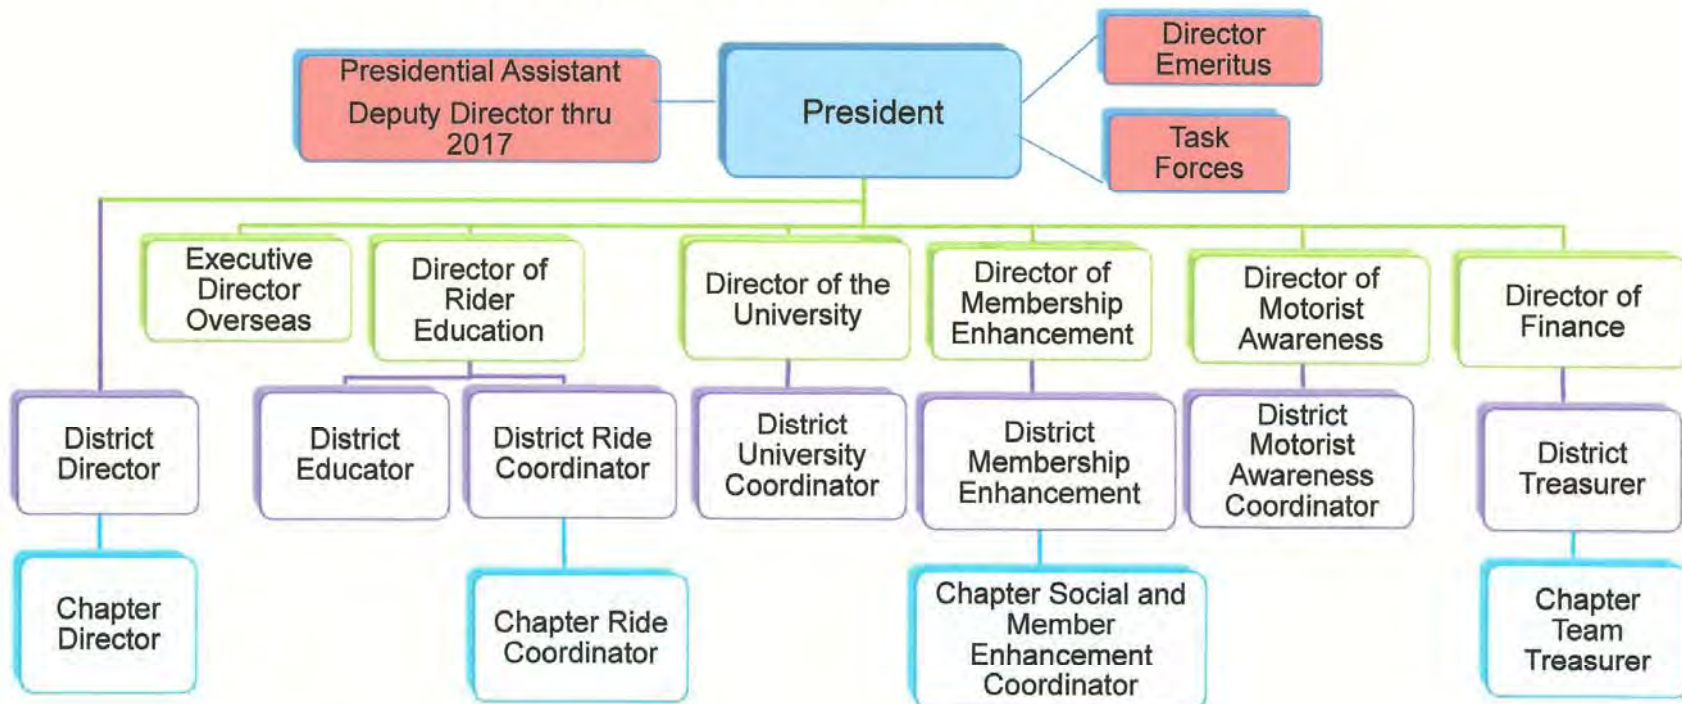 Presidential Assistant
Deputy Director thru
2017
President
Director
Emeritus
Task
Forces
Executive
Director
Overseas
Director of
Rider
Education
Director of the
University
Director of
Membership
Enhancement
Director of
Motorist
Awareness
Director of
Finance
District
Director
District
Educator
District Ride
Coordinator
District
University
Coordinator
District
Membership
Enhancement
District
Motorist
Awareness
Coordinator
District
Treasurer
Chapter
Director
Chapter Ride
Coordinator
Chapter Social and
Member
Enhancement
Coordinator
Chapter
Team
Treasurer